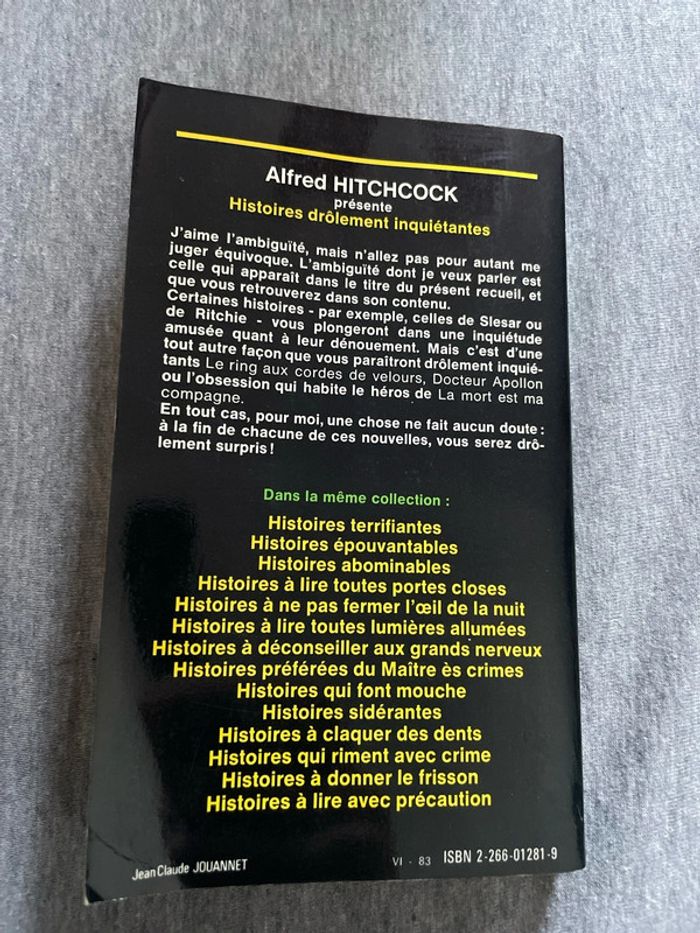 Alfred HITCHCOCK
présente
Histoires drôlement inquiétantes
J'aime l'ambiguïté, mais n'allez pas pour autant me
juger équivoque. L'ambiguïté dont je veux parler est
celle qui apparaît dans le titre du présent recueil, et
que vous retrouverez dans son contenu.
Certaines histoires - par exemple, celles de Slesar ou
de Ritchie - vous plongeront dans une inquiétude
amusée quant à leur dénouement. Mais c'est d'une
tout autre façon que vous paraîtront drôlement inquié-
tants Le ring aux cordes de velours, Docteur Apollon
ou l'obsession qui habite le héros de La mort est ma
compagne.
En tout cas, pour moi, une chose ne fait aucun doute :
à la fin de chacune de ces nouvelles, vous serez drô-
lement surpris !
Dans la même collection :
Histoires terrifiantes
Histoires épouvantables
Histoires abominables
Histoires à lire toutes portes closes
Histoires à ne pas fermer l'œil de la nuit
Histoires à lire toutes lumières allumées
Histoires à déconseiller aux grands nerveux
Histoires préférées du Maître ès crimes
Histoires qui font mouche
Histoires sidérantes
Histoires à claquer des dents
Histoires qui riment avec crime
Histoires à donner le frisson
Histoires à lire avec précaution
Jean Claude JOUANNET VI - 83 ISBN 2-266-01281-9